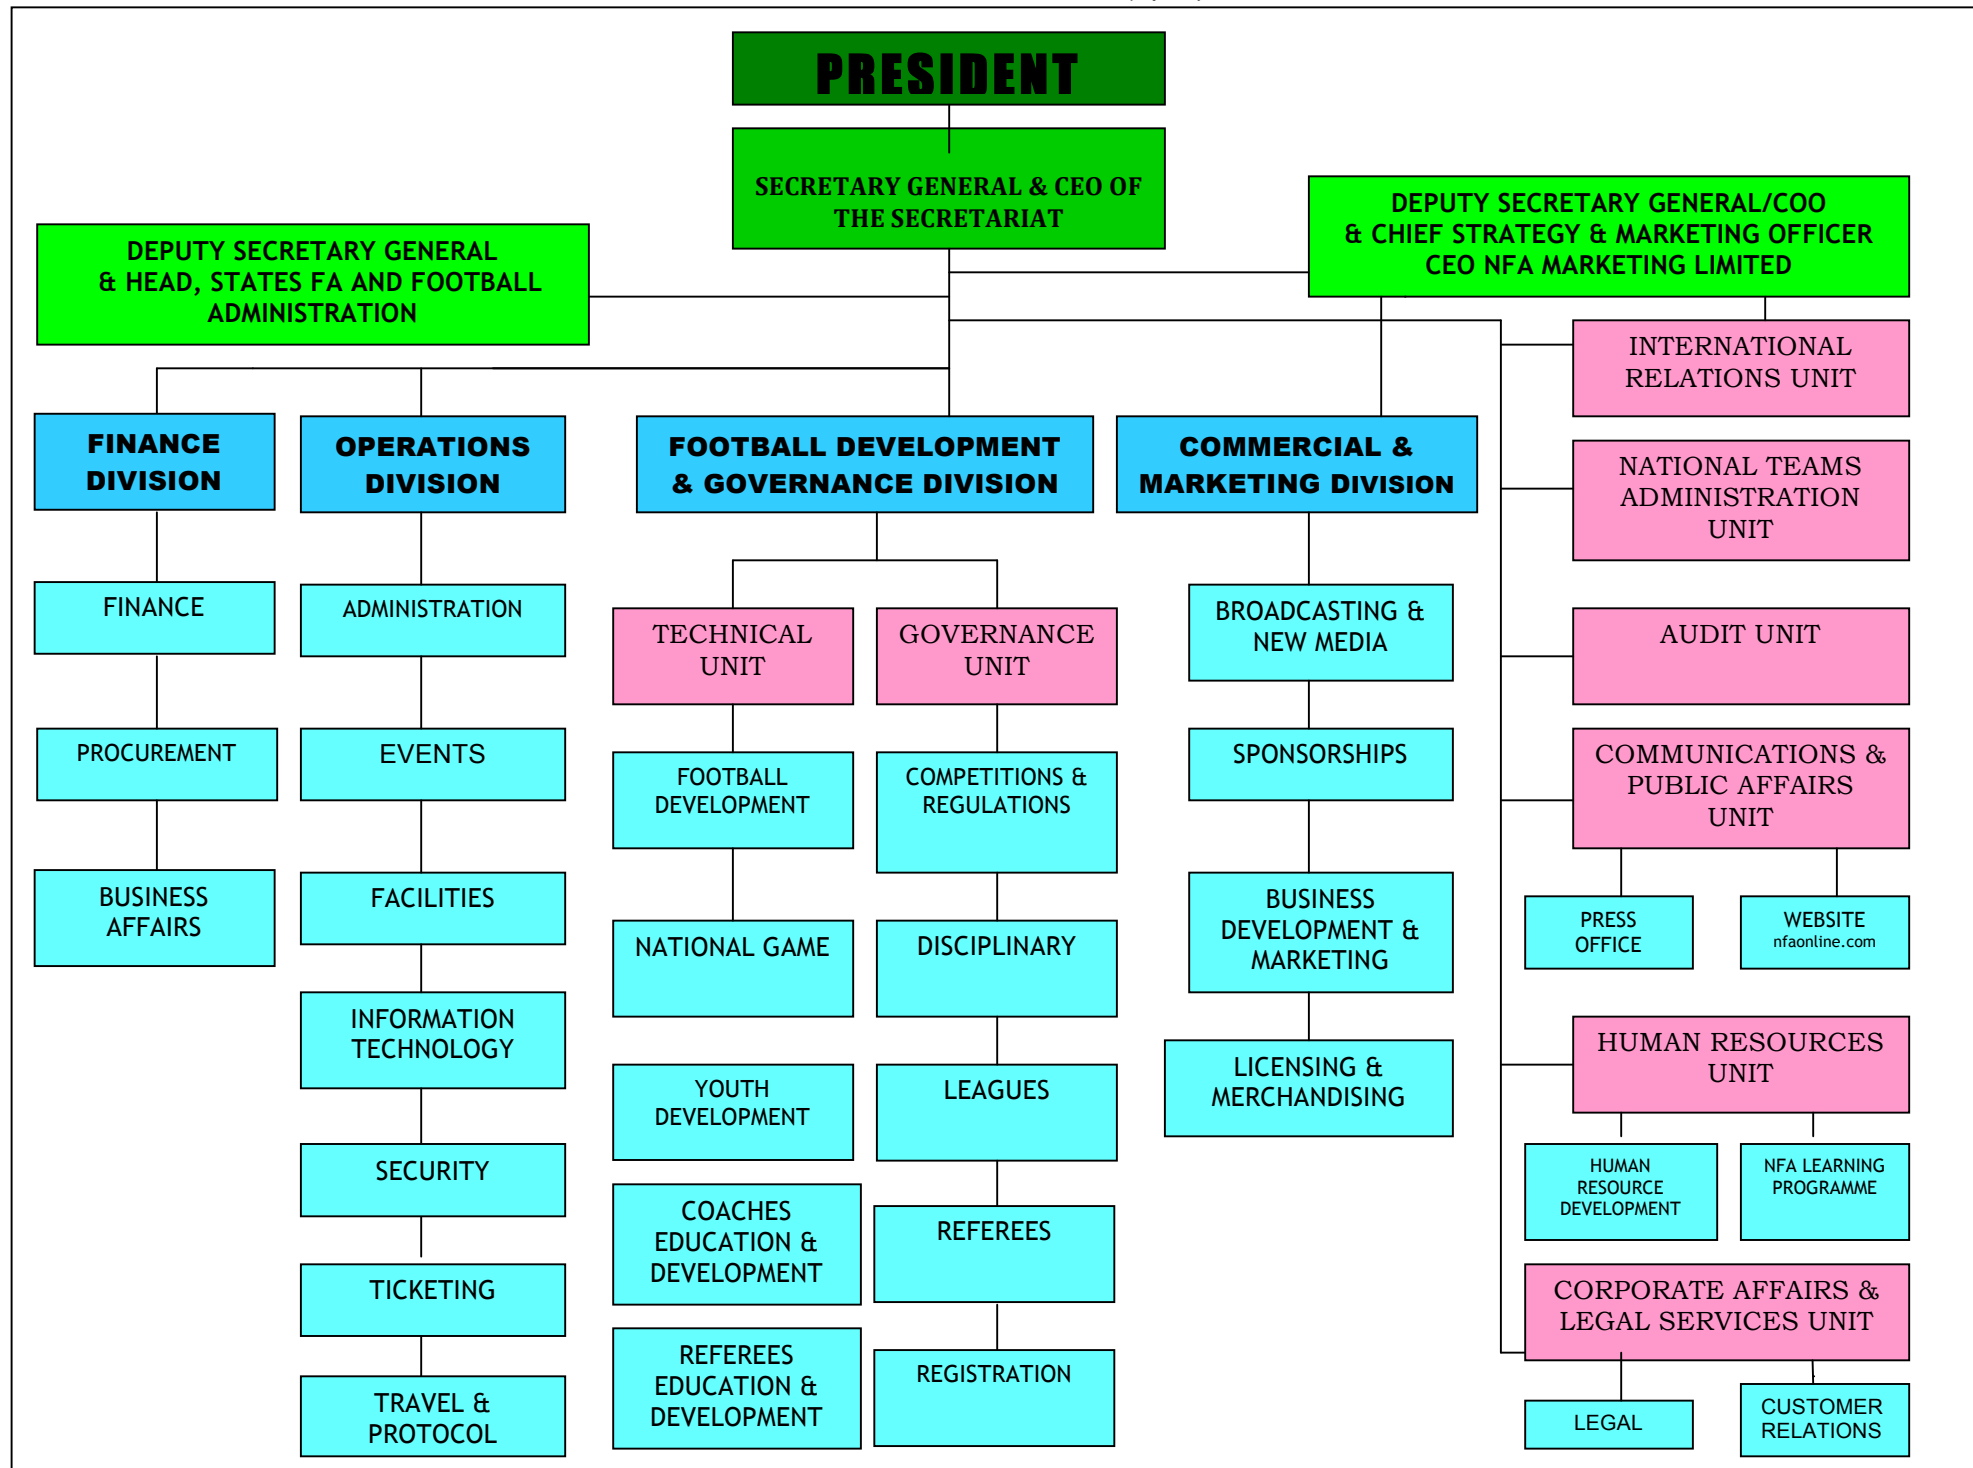 PRESIDENT
SECRETARY GENERAL & CEO OF
THE SECRETARIAT
DEPUTY SECRETARY GENERAL/COO
& CHIEF STRATEGY & MARKETING OFFICER
CEO NFA MARKETING LIMITED
DEPUTY SECRETARY GENERAL
& HEAD, STATES FA AND FOOTBALL
ADMINISTRATION
FINANCE
DIVISION
FINANCE
PROCUREMENT
BUSINESS
AFFAIRS
OPERATIONS
DIVISION
ADMINISTRATION
EVENTS
FACILITIES
INFORMATION
TECHNOLOGY
SECURITY
TICKETING
TRAVEL &
PROTOCOL
FOOTBALL DEVELOPMENT
& GOVERNANCE DIVISION
TECHNICAL
UNIT
FOOTBALL
DEVELOPMENT
NATIONAL GAME
YOUTH
DEVELOPMENT
COACHES
EDUCATION &
DEVELOPMENT
REFEREES
EDUCATION &
DEVELOPMENT
GOVERNANCE
UNIT
COMPETITIONS &
REGULATIONS
DISCIPLINARY
LEAGUES
REFEREES
REGISTRATION
COMMERCIAL &
MARKETING DIVISION
BROADCASTING &
NEW MEDIA
SPONSORSHIPS
BUSINESS
DEVELOPMENT &
MARKETING
LICENSING &
MERCHANDISING
INTERNATIONAL
RELATIONS UNIT
NATIONAL TEAMS
ADMINISTRATION
UNIT
AUDIT UNIT
COMMUNICATIONS &
PUBLIC AFFAIRS
UNIT
PRESS
OFFICE
WEBSITE
nfaonline.com
HUMAN RESOURCES
UNIT
HUMAN
RESOURCE
DEVELOPMENT
NFA LEARNING
PROGRAMME
CORPORATE AFFAIRS &
LEGAL SERVICES UNIT
LEGAL
CUSTOMER
RELATIONS